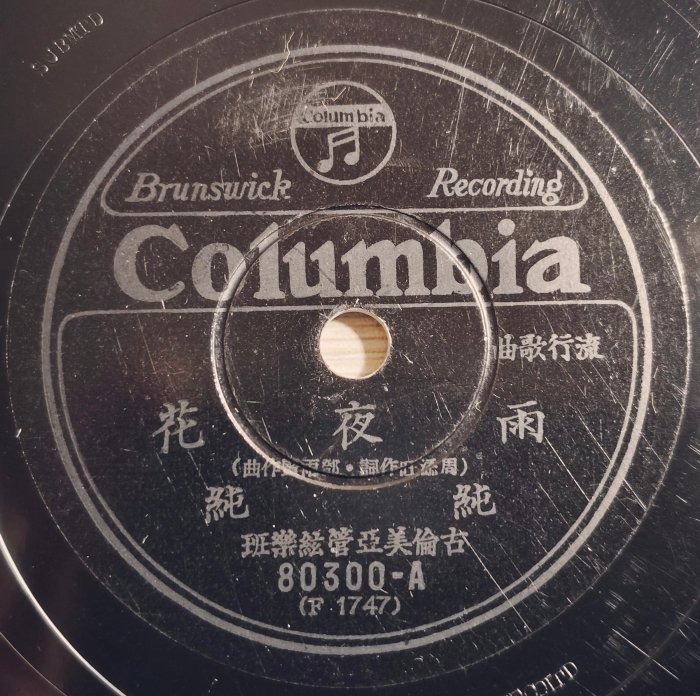 Columbia
Brunswick Recording
Columbia
流行歌曲
雨夜花
(周添旺作詞・鄧雨賢作曲)
純純
古倫美亞管絃樂班
80300-A
(F 1747)